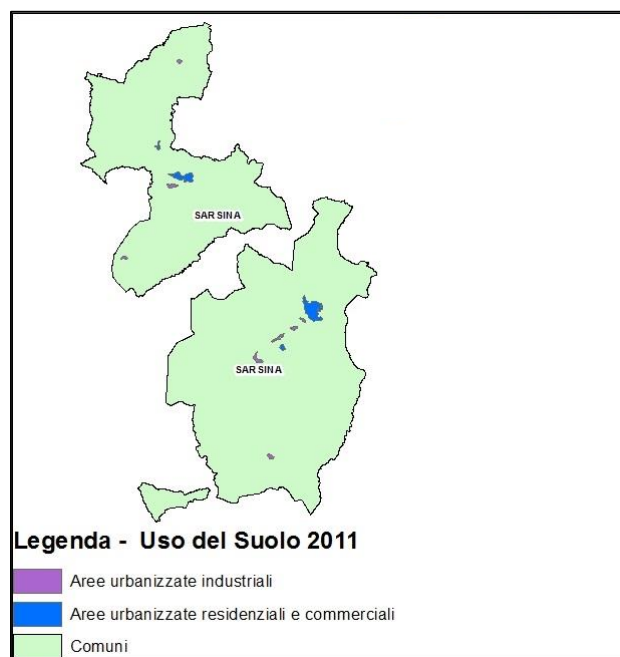 SARSINA
SARSINA
Legenda - Uso del Suolo 2011
Aree urbanizzate industriali
Aree urbanizzate residenziali e commerciali
Comuni